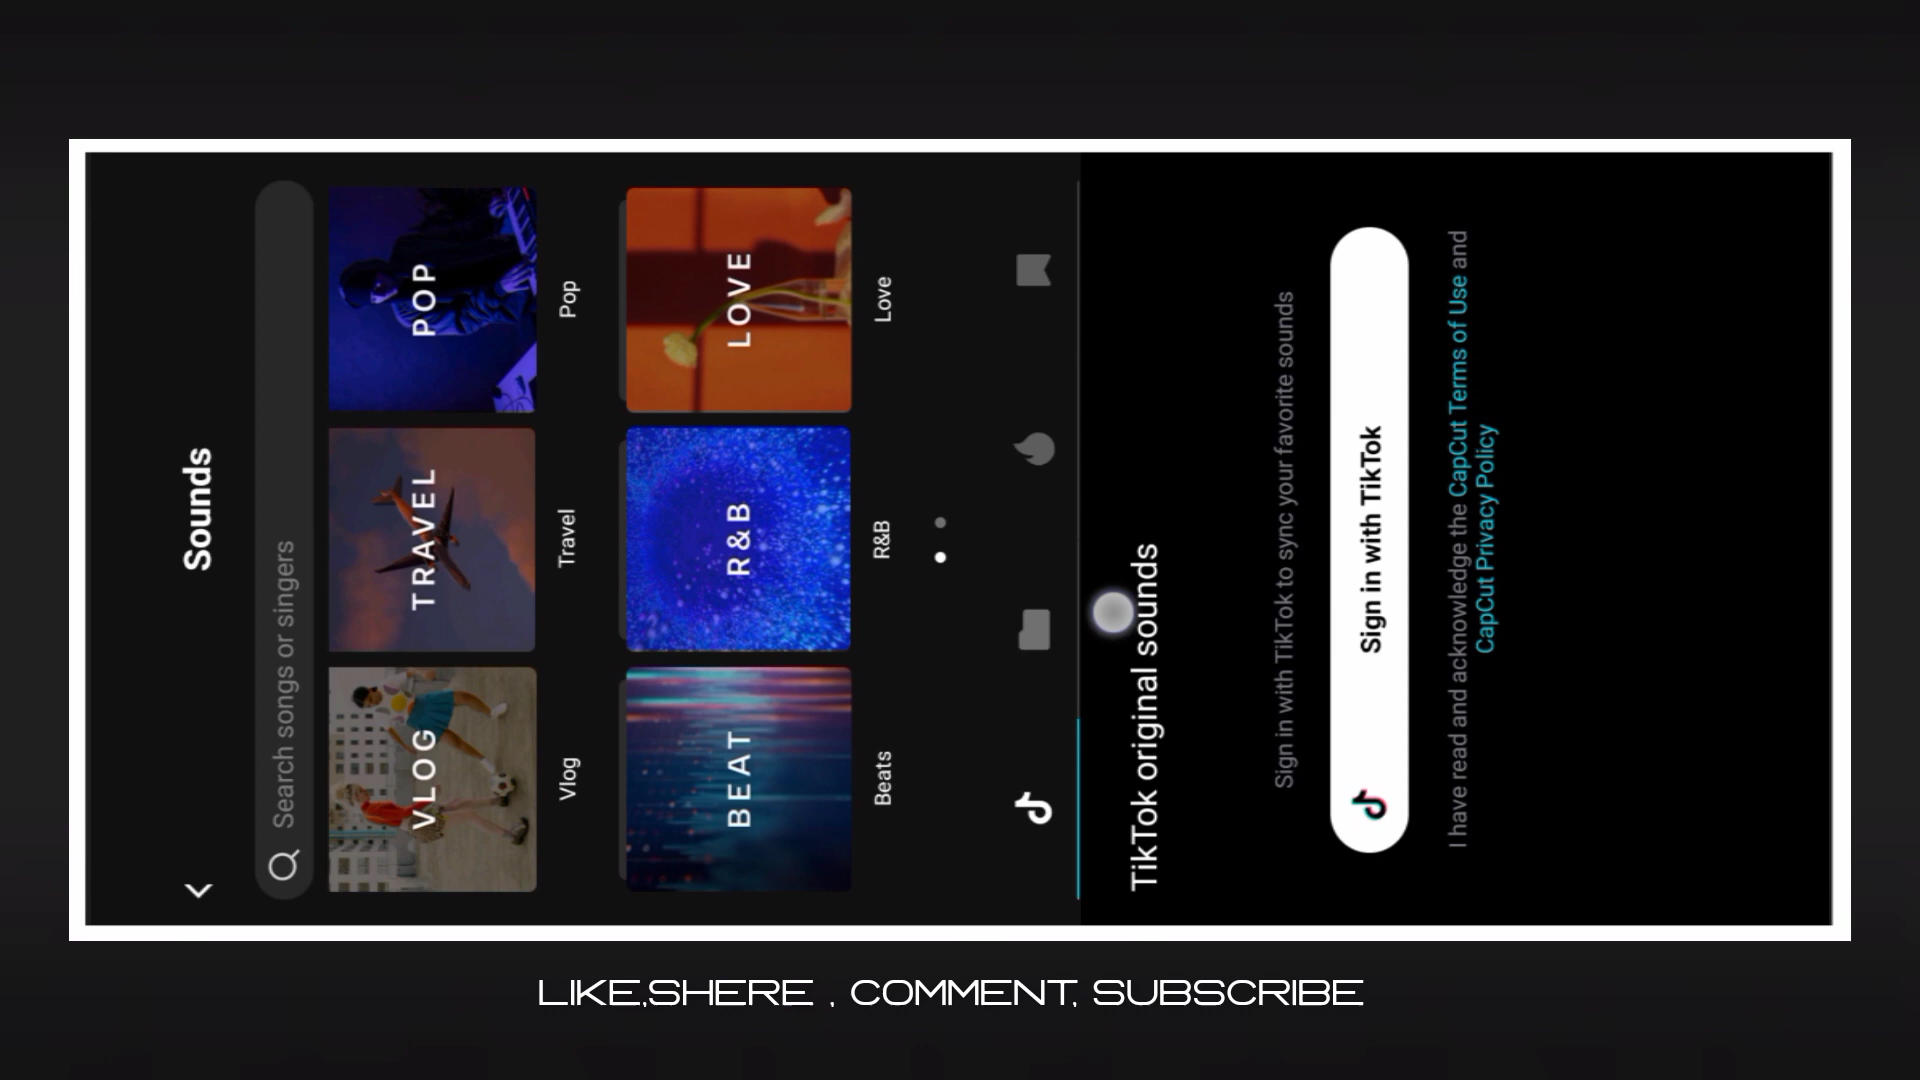 Sounds
Search songs or singers
VLOG
TRAVEL
POP
Vlog
Travel
Pop
BEAT
R&B
LOVE
Beats
R&B
Love
TikTok original sounds
Sign in with TikTok to sync your favorite sounds
Sign in with TikTok
I have read and acknowledge the CapCut Terms of Use and
CapCut Privacy Policy
LIKE,SHERE , COMMENT, SUBSCRIBE